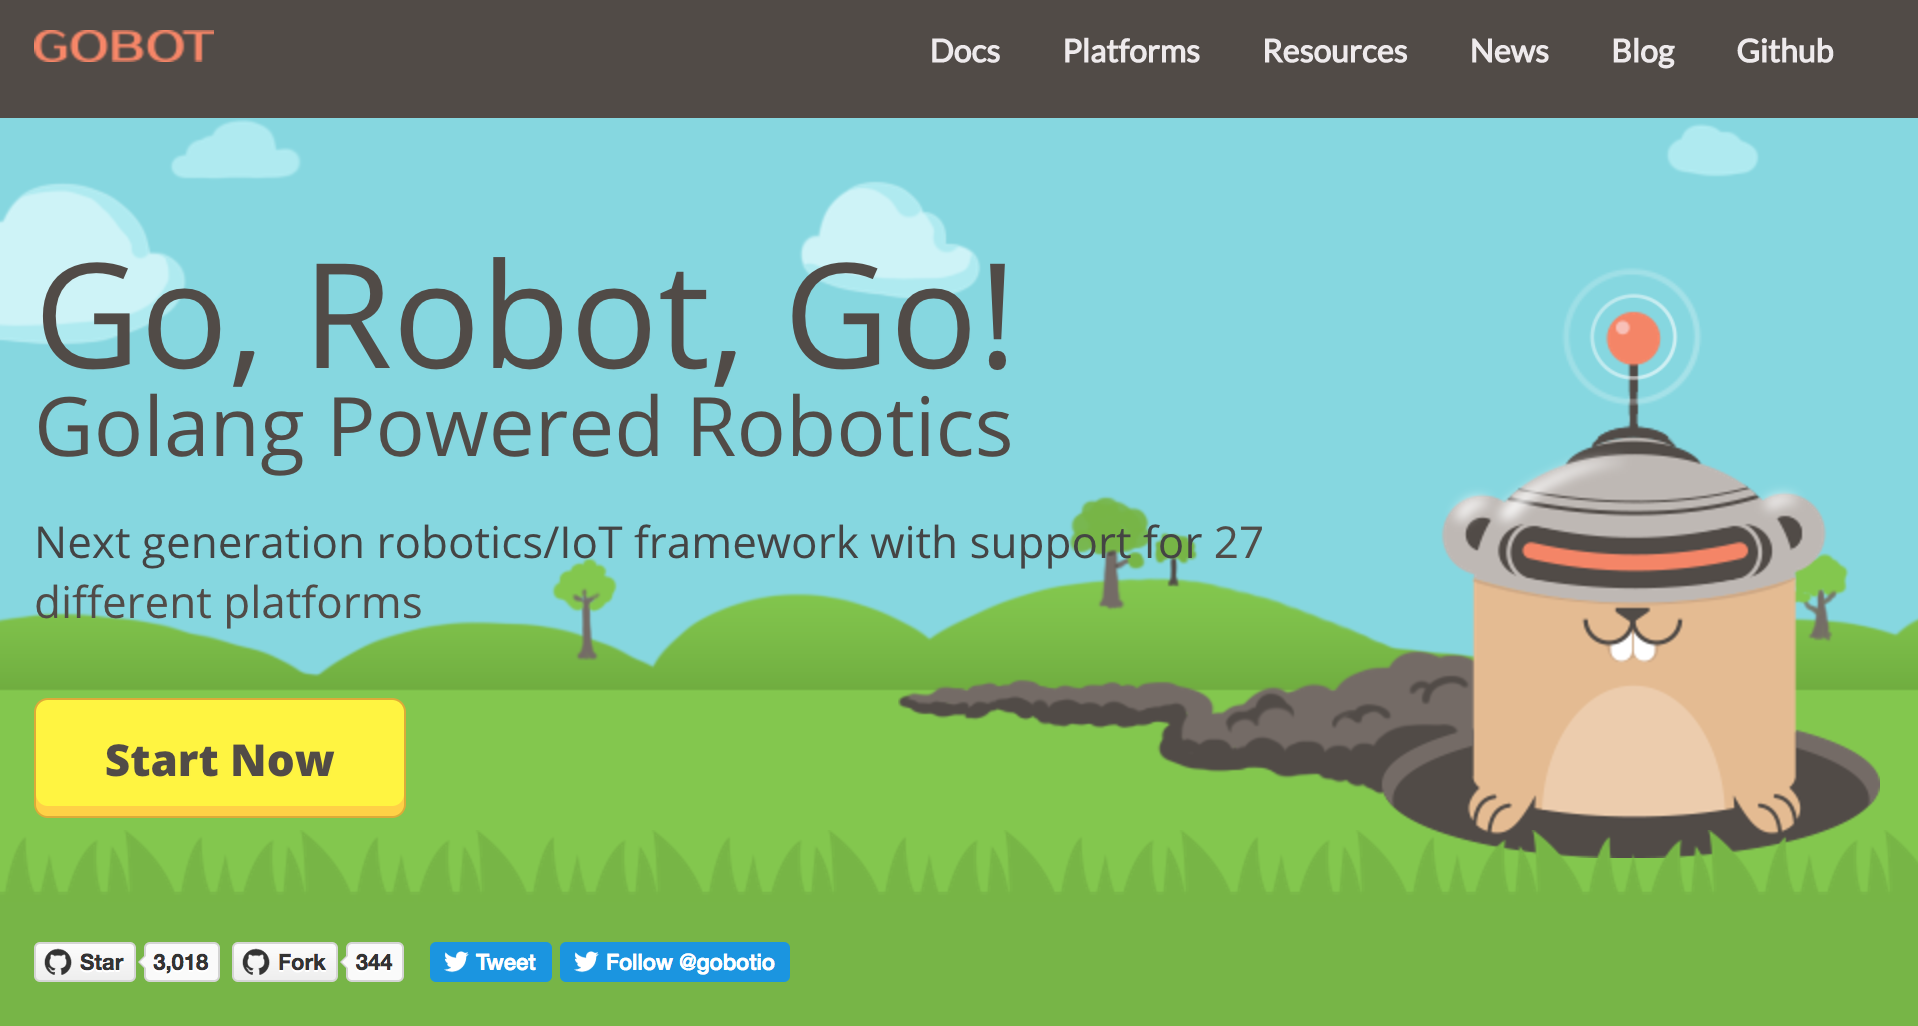 GOBOT
Docs Platforms Resources News Blog Github
Go, Robot, Go!
Golang Powered Robotics
Next generation robotics/IoT framework with support for 27
different platforms
Start Now
Star 3,018 Fork 344 Tweet Follow @gobotio